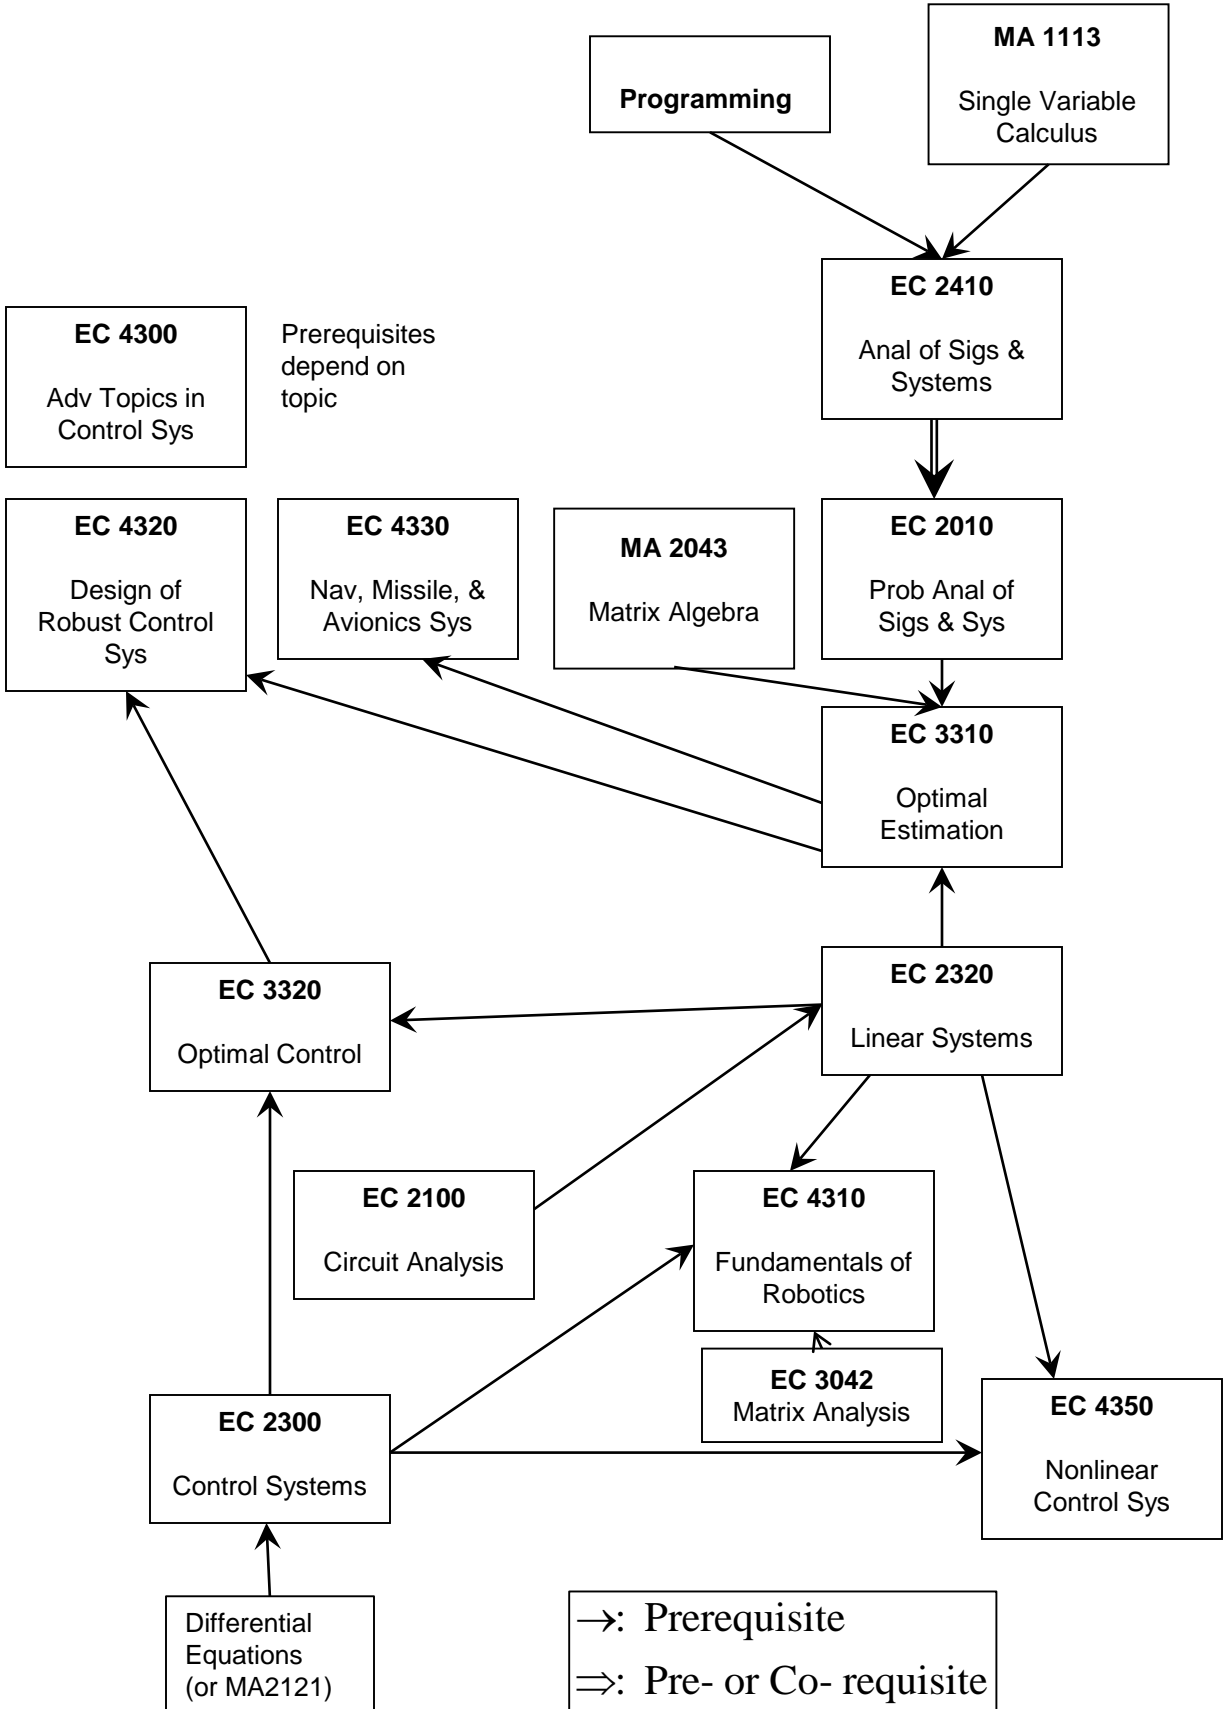 MA 1113
Single Variable
Calculus
Programming
EC 2410
Anal of Sigs &
Systems
EC 4300
Adv Topics in
Control Sys
Prerequisites
depend on
topic
EC 4320
Design of
Robust Control
Sys
EC 4330
Nav, Missile, &
Avionics Sys
MA 2043
Matrix Algebra
EC 2010
Prob Anal of
Sigs & Sys
EC 3310
Optimal
Estimation
EC 3320
Optimal Control
EC 2320
Linear Systems
EC 2100
Circuit Analysis
EC 4310
Fundamentals of
Robotics
EC 3042
Matrix Analysis
EC 2300
Control Systems
EC 4350
Nonlinear
Control Sys
Differential
Equations
(or MA2121)
→: Prerequisite
⇒: Pre- or Co- requisite